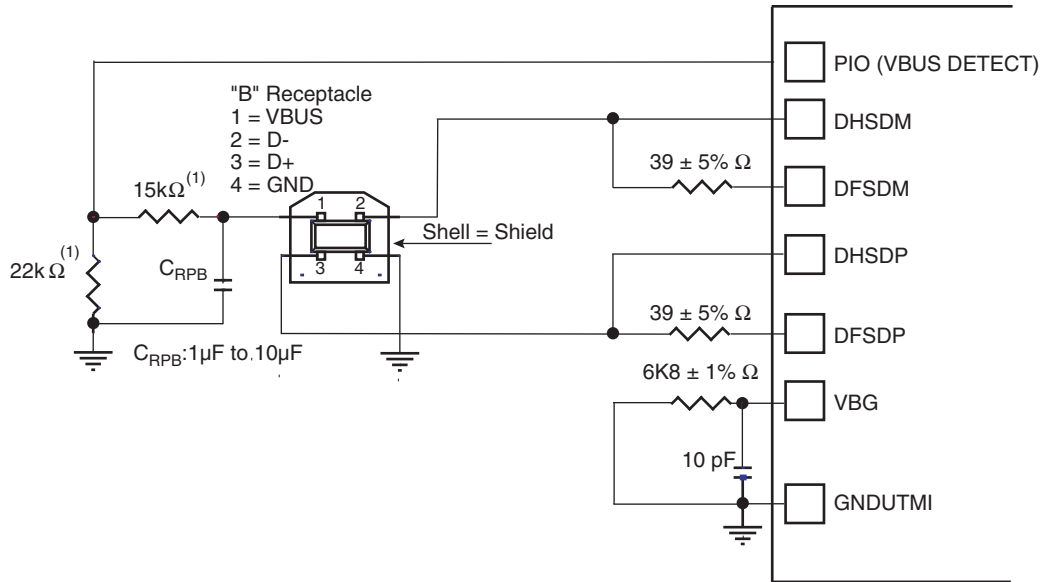 PIO (VBUS DETECT)
"B" Receptacle
1 = VBUS
2 = D-
3 = D+
4 = GND
DHSDM
39 ± 5% Ω
DFSDM
15kΩ(1)
1 2
Shell = Shield
DHSDP
22k Ω(1)
CRPB
3 4
39 ± 5% Ω
DFSDP
CRPB:1µF to 10µF
6K8 ± 1% Ω
VBG
10 pF
GNDUTMI